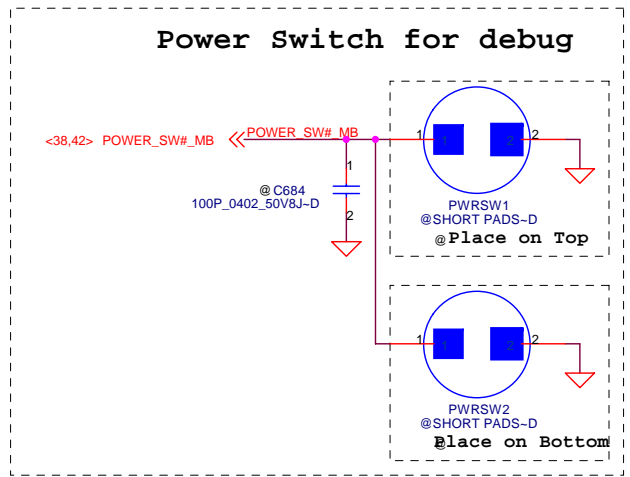 Power Switch for debug
<38,42> POWER_SW#_MB
POWER_SW#_MB
1
1
2
2
1
@ C684
100P_0402_50V8J~D
2
PWRSW1
@SHORT PADS~D
@ Place on Top
1
1
2
2
PWRSW2
@SHORT PADS~D
@Place on Bottom